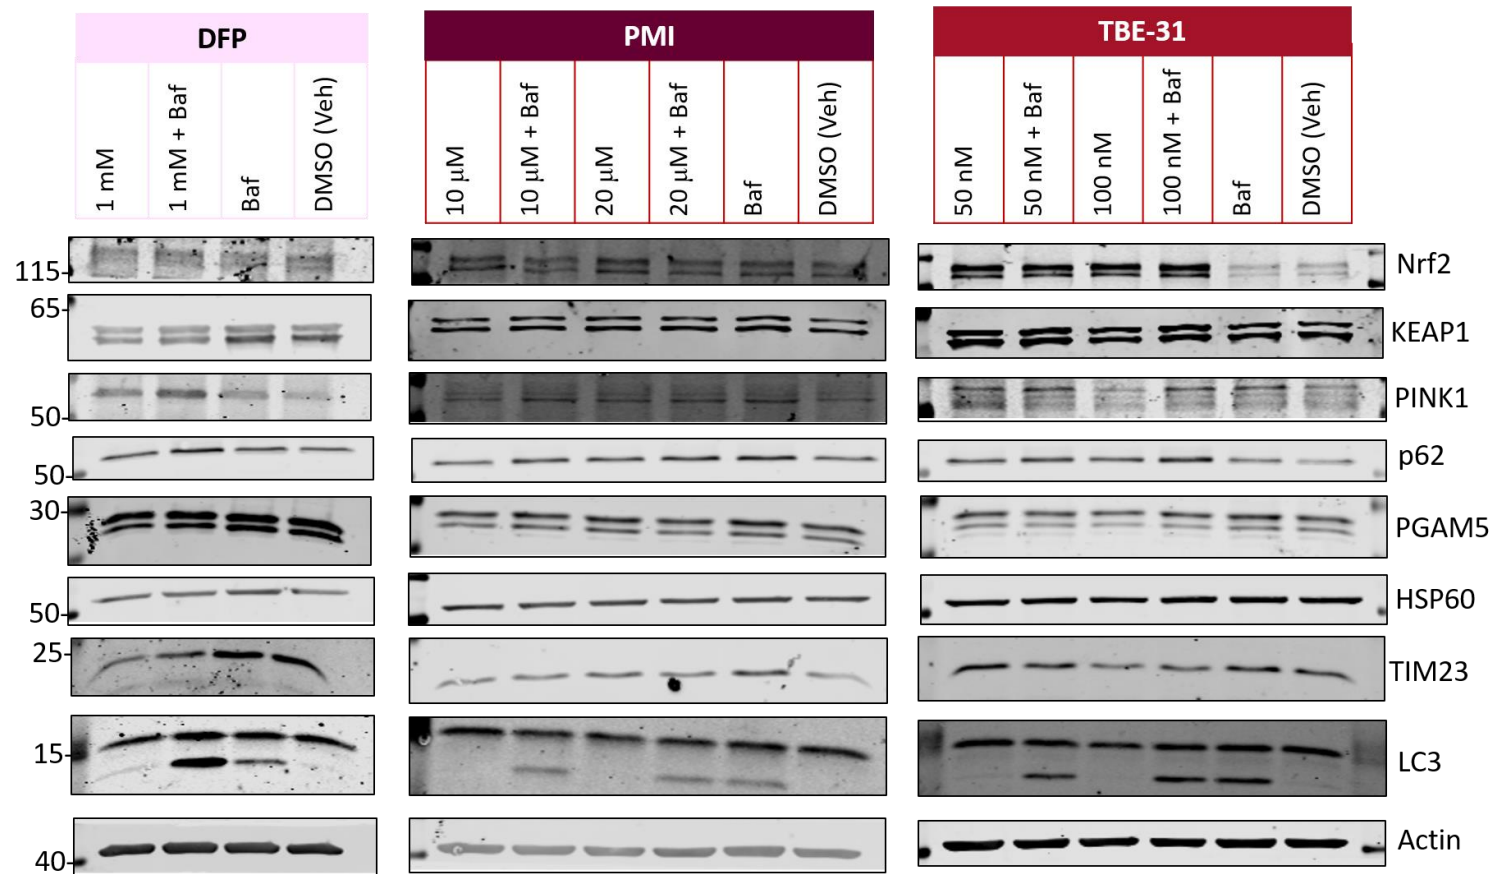 DFP
PMI
TBE-31
1 mM
1 mM + Baf
Baf
DMSO (Veh)
10 μM
10 μM + Baf
20 μM
20 μM + Baf
Baf
DMSO (Veh)
50 nM
50 nM + Baf
100 nM
100 nM + Baf
Baf
DMSO (Veh)
115
Nrf2
65
KEAP1
50
PINK1
50
p62
30
PGAM5
50
HSP60
25
TIM23
15
LC3
40
Actin